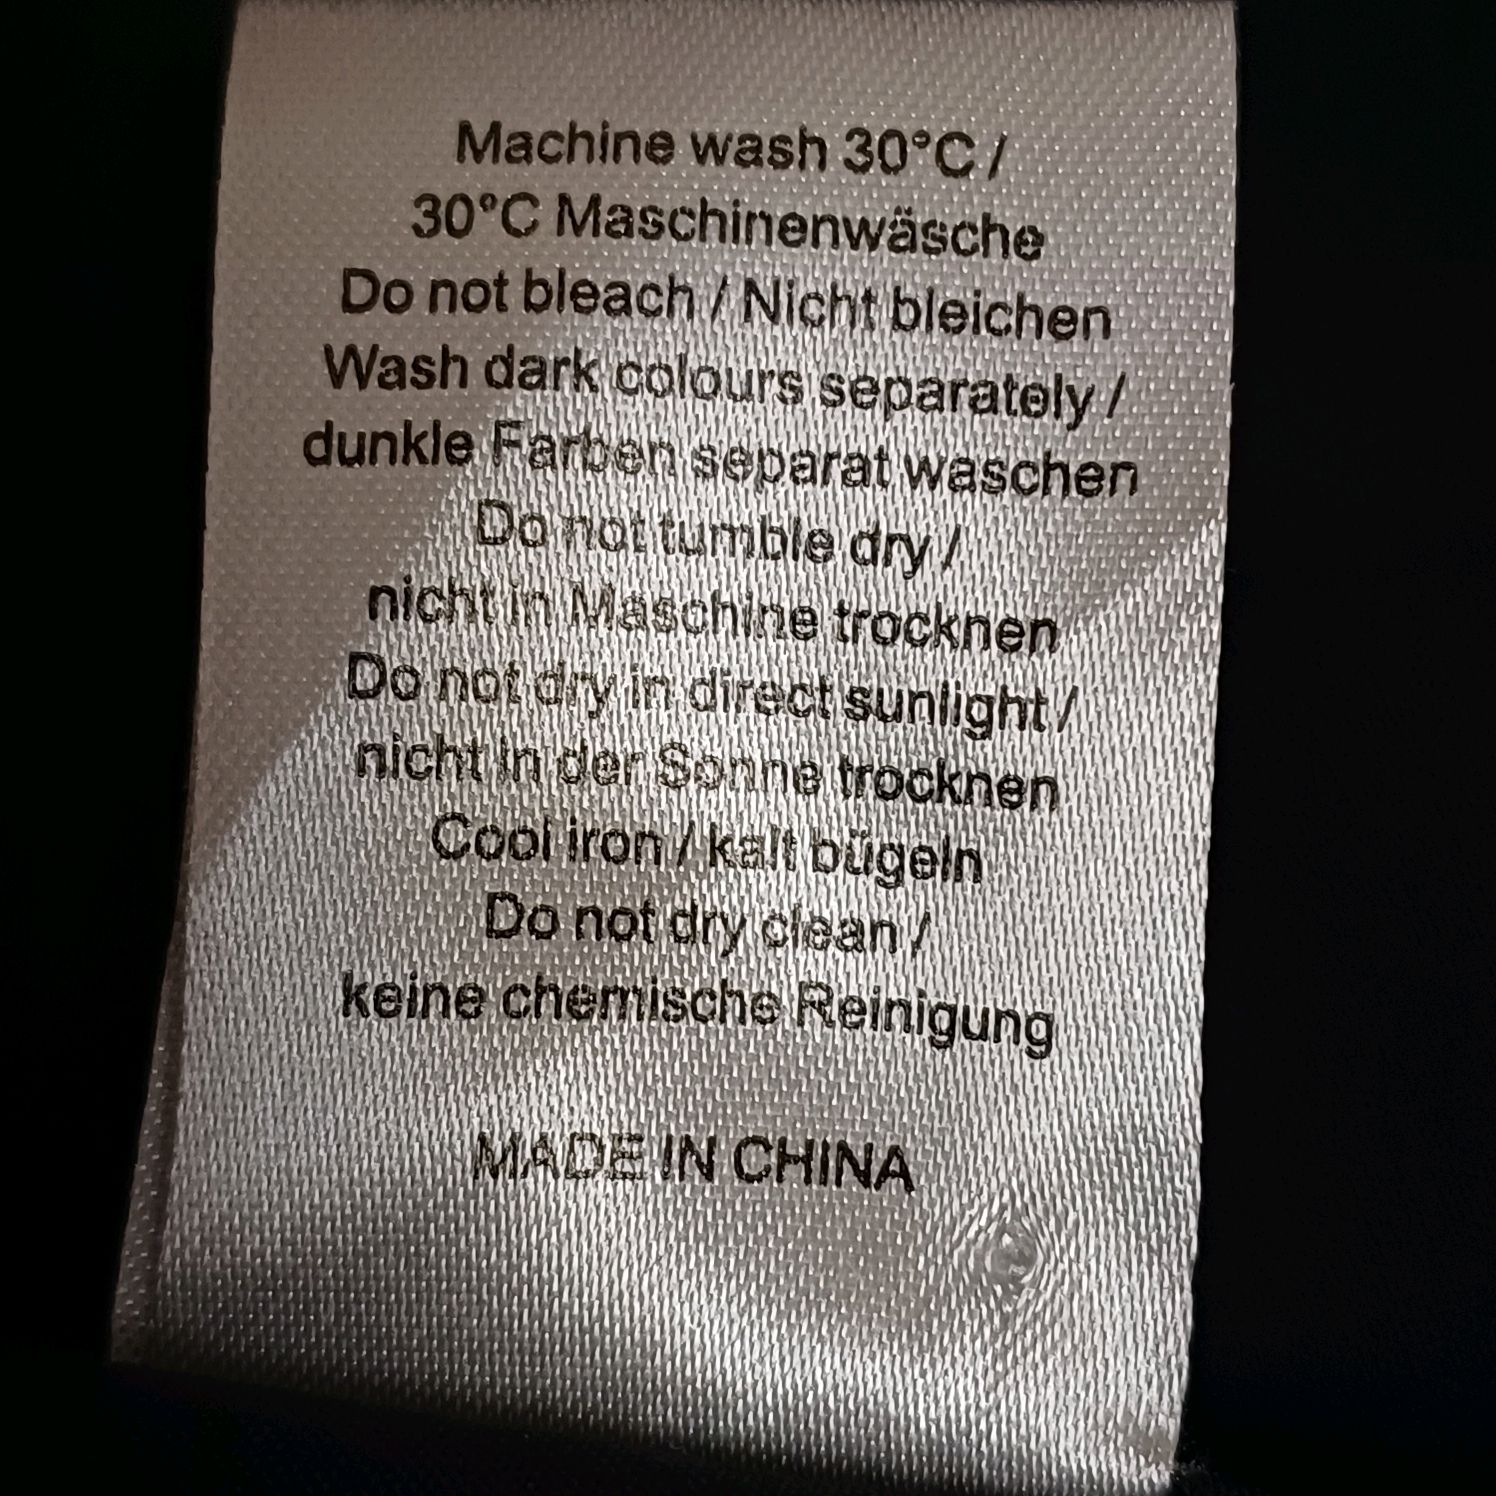 Machine wash 30°C /
30°C Maschinenwäsche
Do not bleach / Nicht bleichen
Wash dark colours separately /
dunkle Farben separat waschen
Do not tumble dry /
nicht in Maschine trocknen
Do not dry in direct sunlight /
nicht in der Sonne trocknen
Cool iron / kalt bügeln
Do not dry clean /
keine chemische Reinigung
MADE IN CHINA